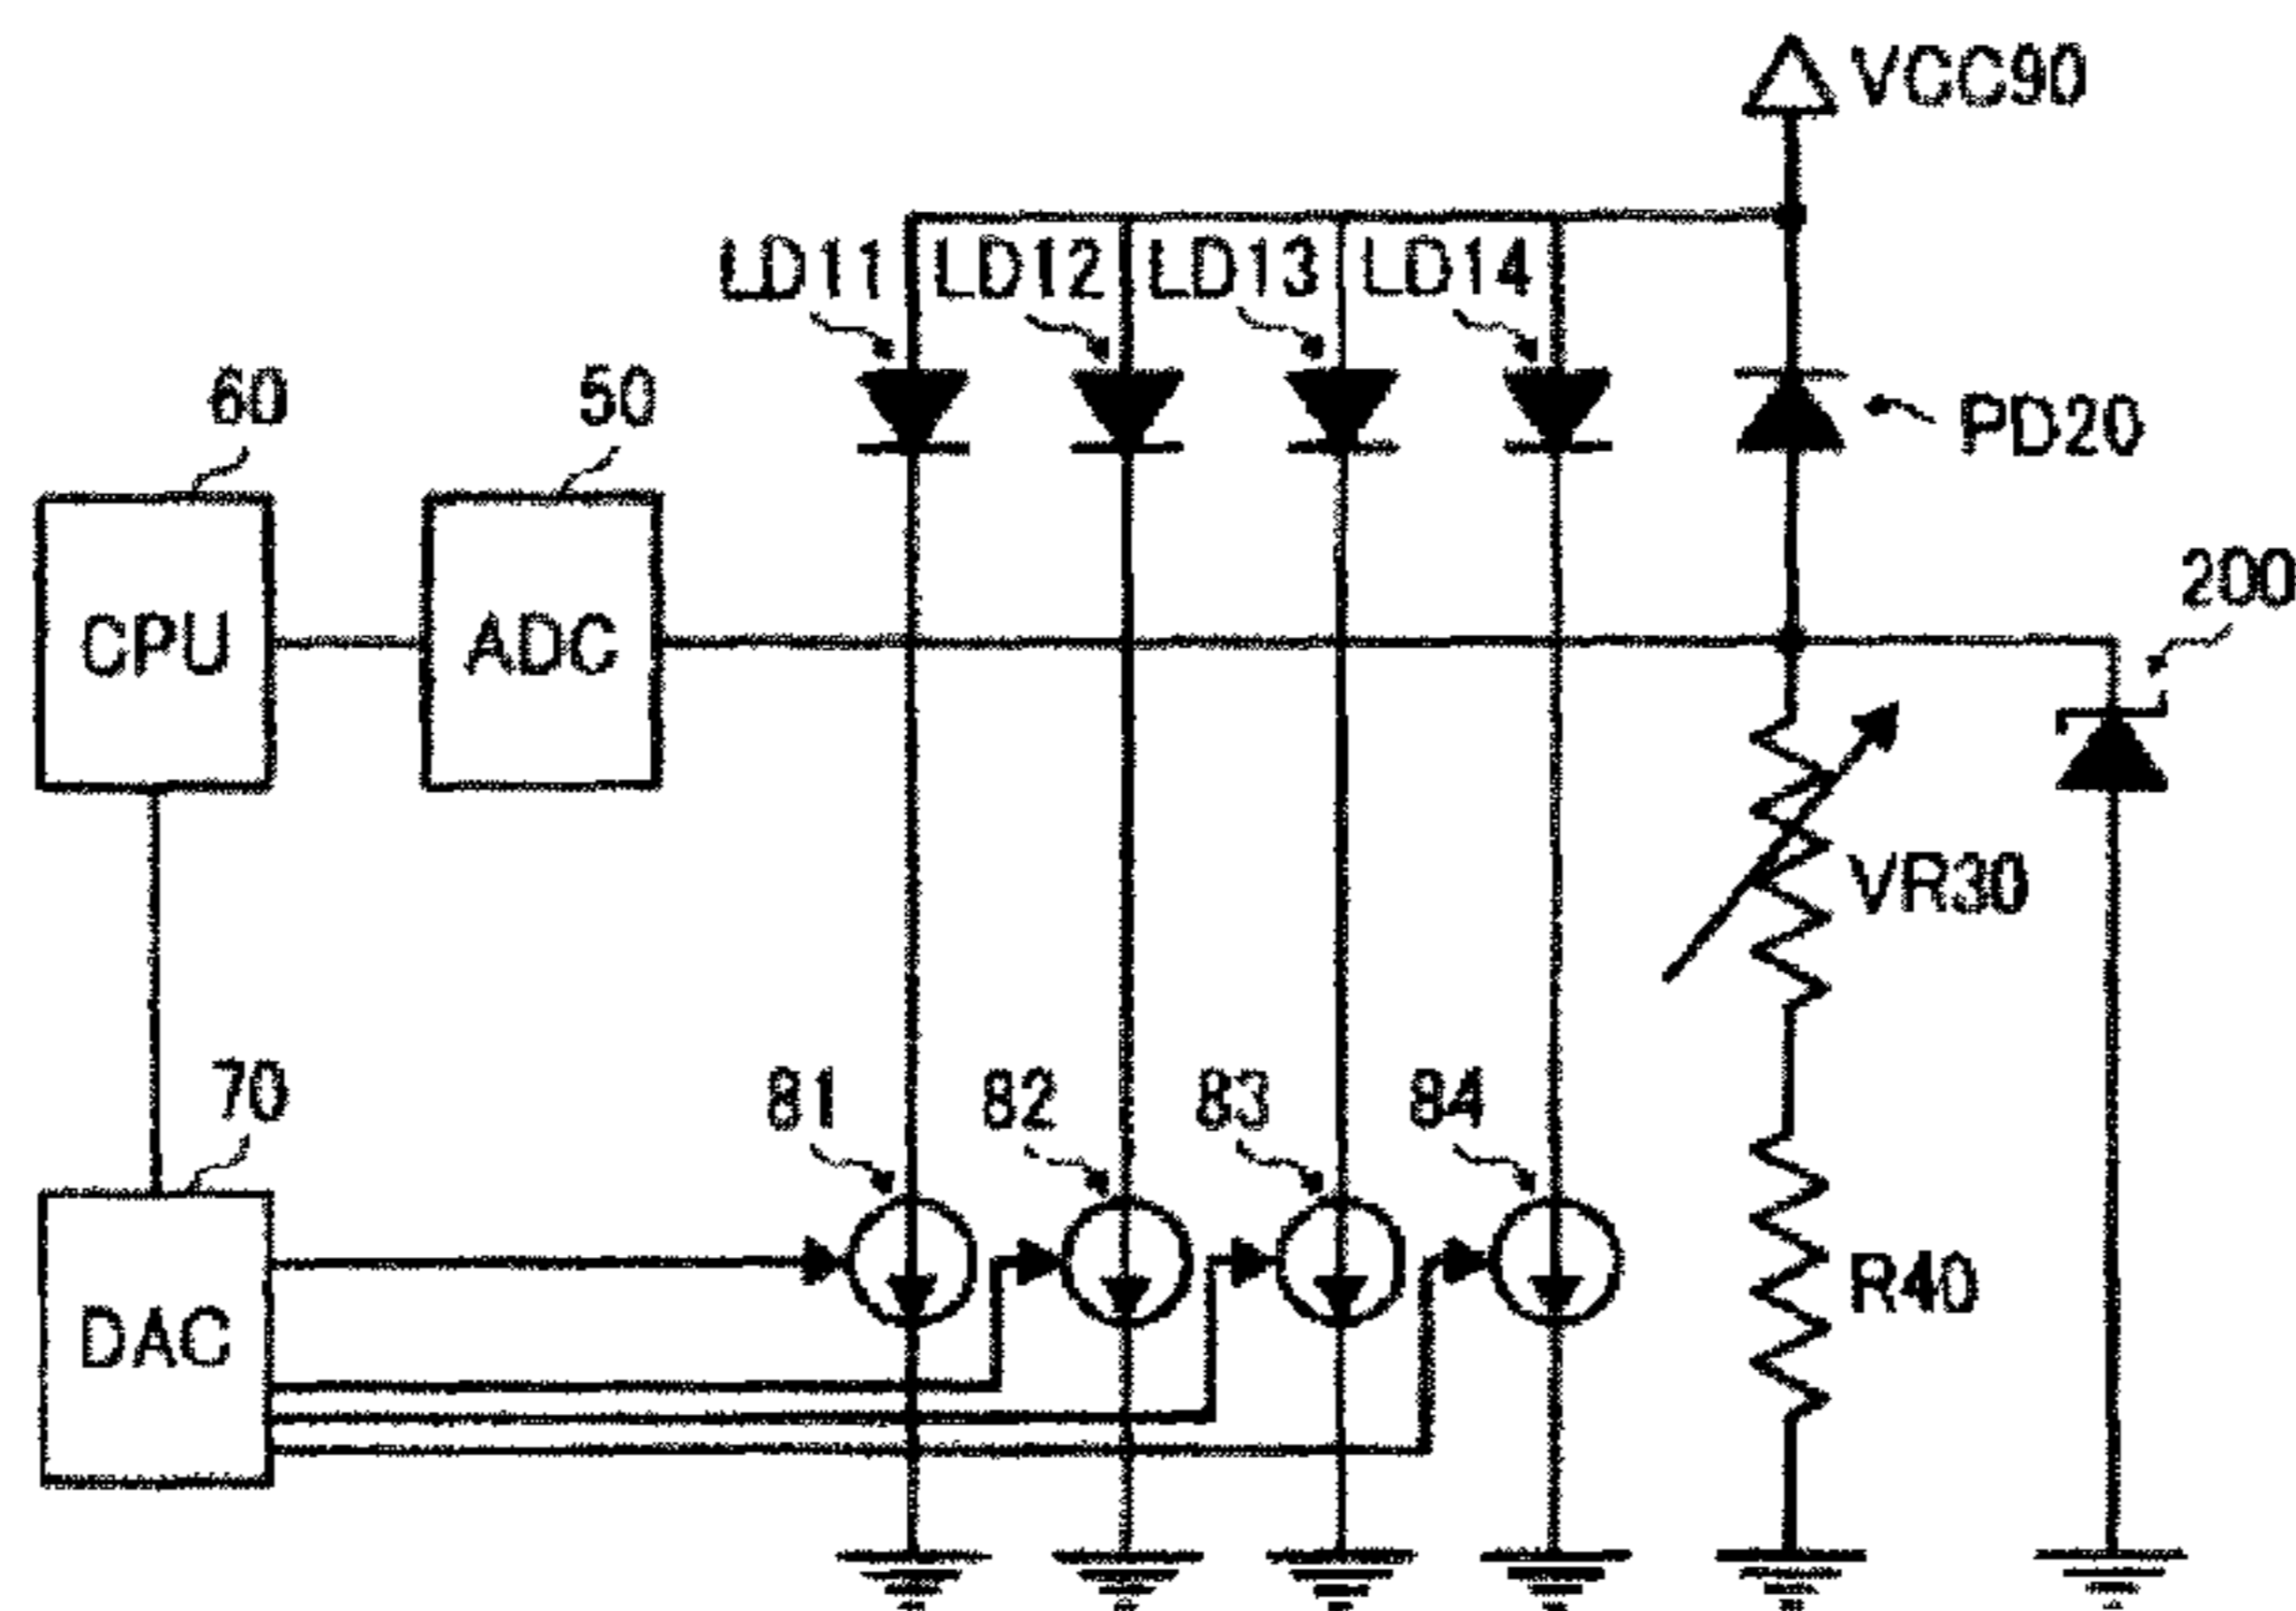 VCC90
LD11 LD12 LD13 LD14
60 50 PD20
200
CPU ADC
VR30
70 81 82 83 84
R40
DAC